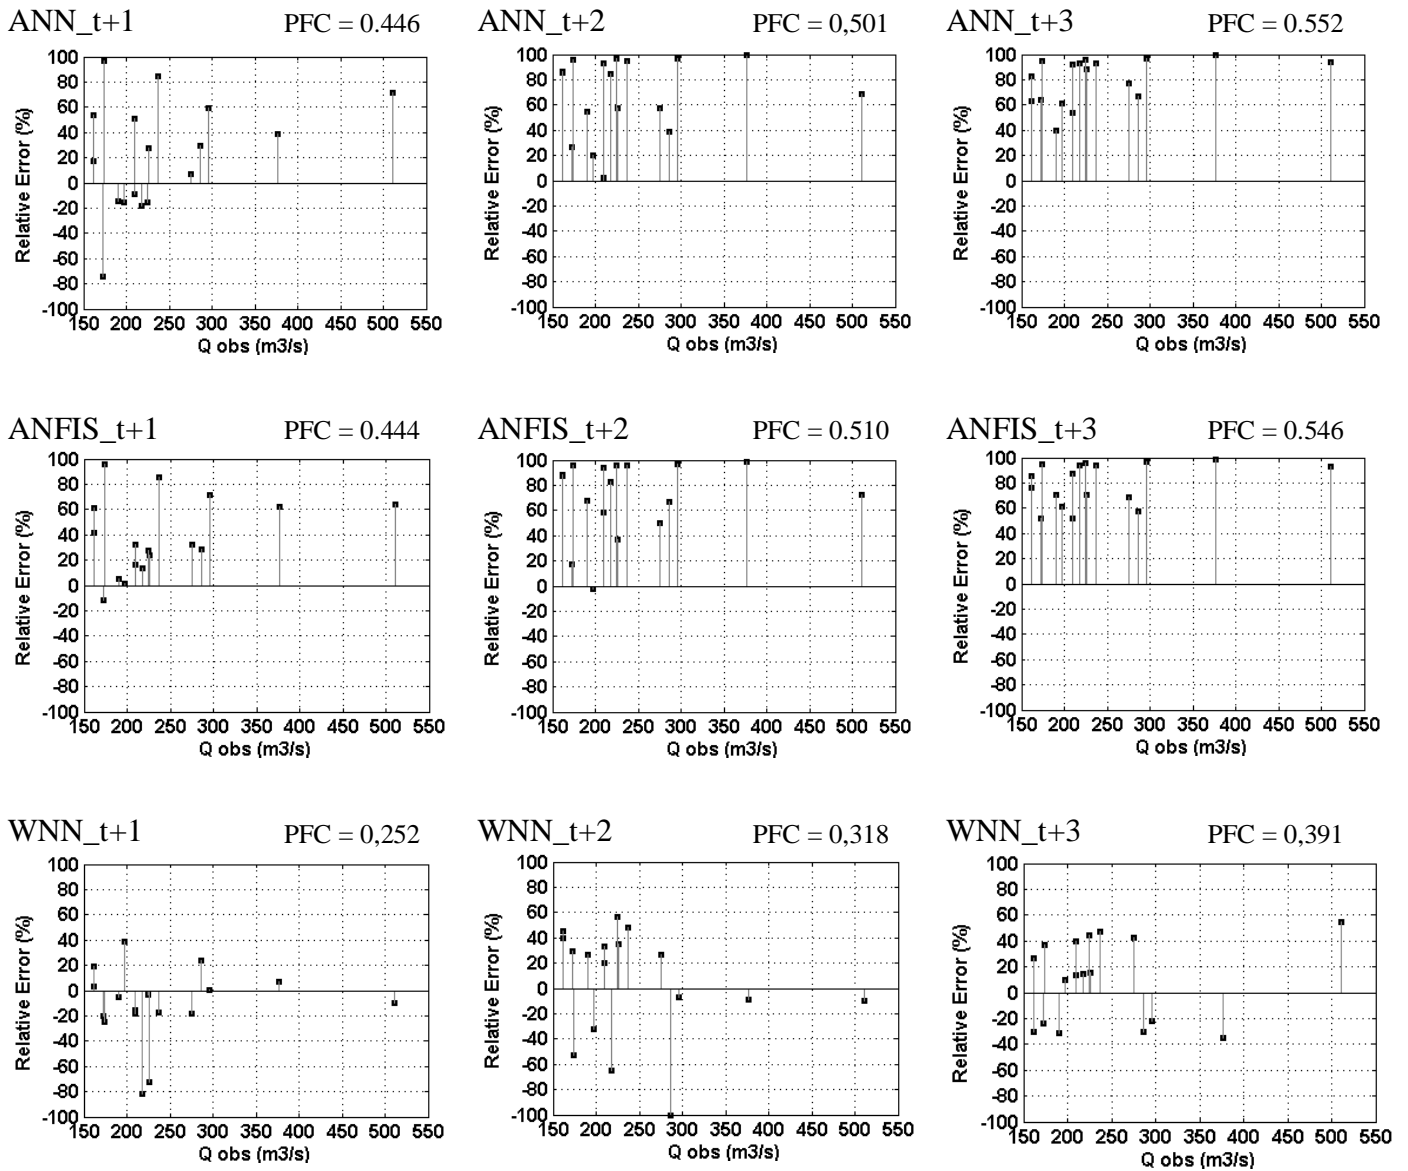 ANN_t+1 PFC = 0.446
100
80
60
40
20
0
-20
-40
-60
-80
-100
Relative Error (%)
150 200 250 300 350 400 450 500 550
Q obs (m3/s)
ANN_t+2 PFC = 0,501
100
80
60
40
20
0
-20
-40
-60
-80
-100
Relative Error (%)
150 200 250 300 350 400 450 500 550
Q obs (m3/s)
ANN_t+3 PFC = 0.552
100
80
60
40
20
0
-20
-40
-60
-80
-100
Relative Error (%)
150 200 250 300 350 400 450 500 550
Q obs (m3/s)
ANFIS_t+1 PFC = 0.444
100
80
60
40
20
0
-20
-40
-60
-80
-100
Relative Error (%)
150 200 250 300 350 400 450 500 550
Q obs (m3/s)
ANFIS_t+2 PFC = 0.510
100
80
60
40
20
0
-20
-40
-60
-80
-100
Relative Error (%)
150 200 250 300 350 400 450 500 550
Q obs (m3/s)
ANFIS_t+3 PFC = 0.546
100
80
60
40
20
0
-20
-40
-60
-80
-100
Relative Error (%)
150 200 250 300 350 400 450 500 550
Q obs (m3/s)
WNN_t+1 PFC = 0,252
100
80
60
40
20
0
-20
-40
-60
-80
-100
Relative Error (%)
150 200 250 300 350 400 450 500 550
Q obs (m3/s)
WNN_t+2 PFC = 0,318
100
80
60
40
20
0
-20
-40
-60
-80
-100
Relative Error (%)
150 200 250 300 350 400 450 500 550
Q obs (m3/s)
WNN_t+3 PFC = 0,391
100
80
60
40
20
0
-20
-40
-60
-80
-100
Relative Error (%)
150 200 250 300 350 400 450 500 550
Q obs (m3/s)